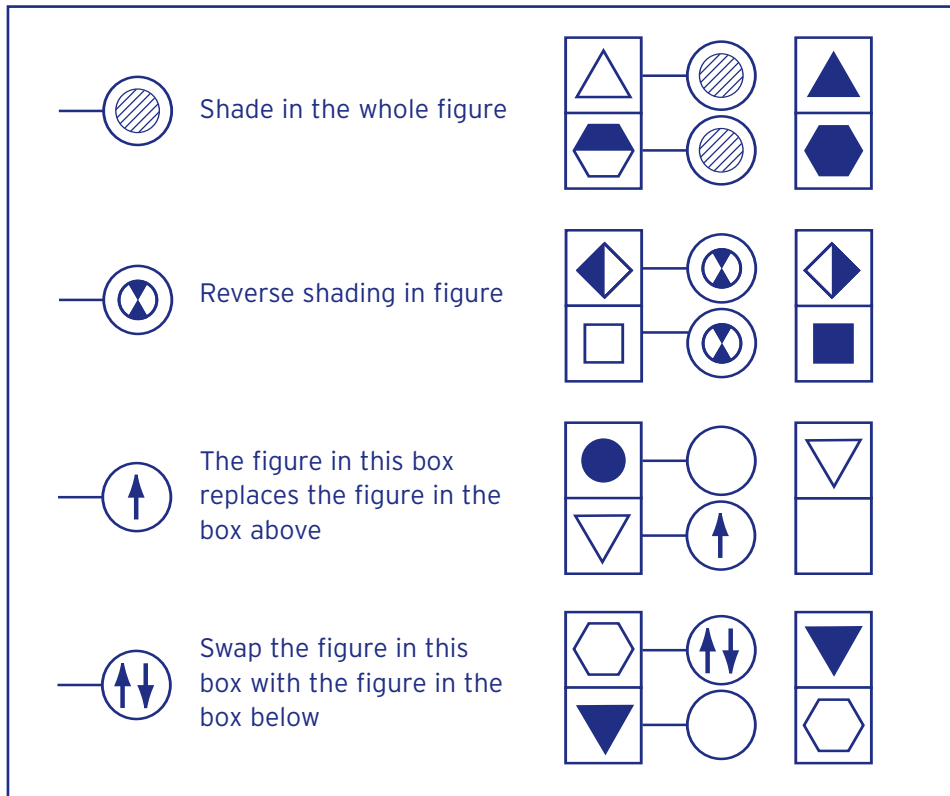 Shade in the whole figure
Reverse shading in figure
The figure in this box
replaces the figure in the
box above
Swap the figure in this
box with the figure in the
box below